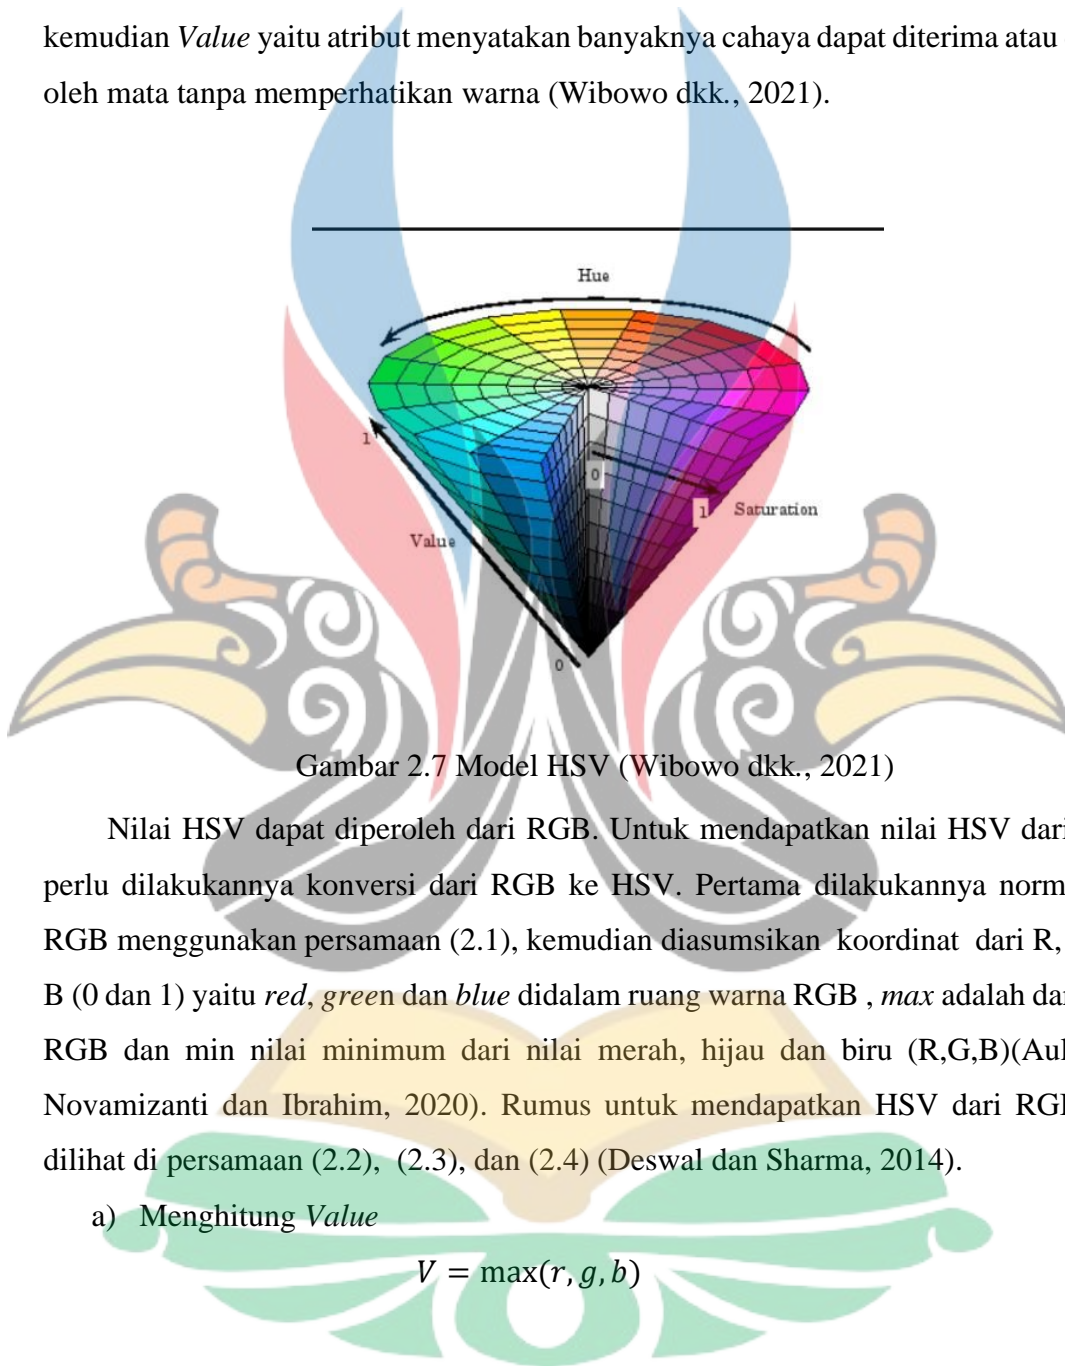 kemudian Value yaitu atribut menyatakan banyaknya cahaya dapat diterima atau
oleh mata tanpa memperhatikan warna (Wibowo dkk., 2021).
Hue
1
0
1 Saturation
Value
0
Gambar 2.7 Model HSV (Wibowo dkk., 2021)
Nilai HSV dapat diperoleh dari RGB. Untuk mendapatkan nilai HSV dari
perlu dilakukannya konversi dari RGB ke HSV. Pertama dilakukannya norm
RGB menggunakan persamaan (2.1), kemudian diasumsikan koordinat dari R,
B (0 dan 1) yaitu red, green dan blue didalam ruang warna RGB , max adalah dar
RGB dan min nilai minimum dari nilai merah, hijau dan biru (R,G,B)(Aul
Novamizanti dan Ibrahim, 2020). Rumus untuk mendapatkan HSV dari RGB
dilihat di persamaan (2.2), (2.3), dan (2.4) (Deswal dan Sharma, 2014).
a) Menghitung Value
V = max(r, g, b)